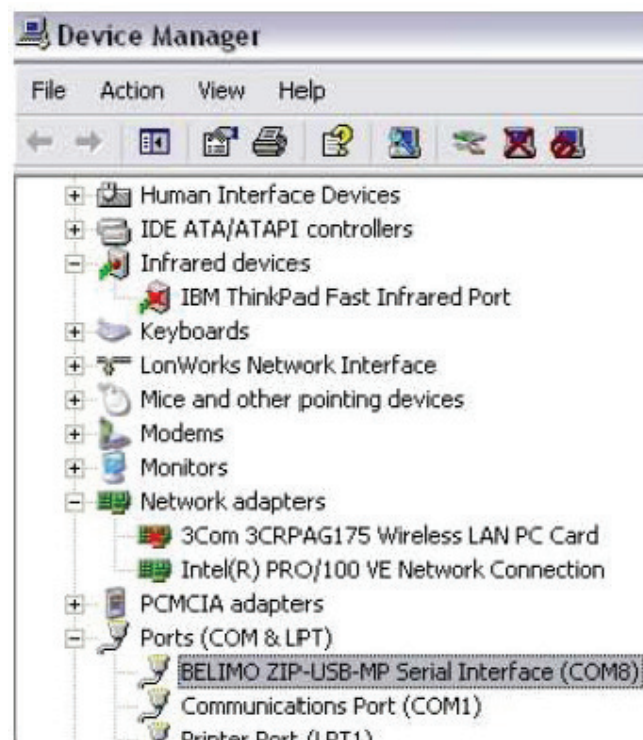 Device Manager
File Action View Help
Human Interface Devices
IDE ATA/ATAPI controllers
Infrared devices
IBM ThinkPad Fast Infrared Port
Keyboards
LonWorks Network Interface
Mice and other pointing devices
Modems
Monitors
Network adapters
3Com 3CRPAG175 Wireless LAN PC Card
Intel(R) PRO/100 VE Network Connection
PCMCIA adapters
Ports (COM & LPT)
BELIMO ZIP-USB-MP Serial Interface (COM8)
Communications Port (COM1)
Printer Port (LPT1)